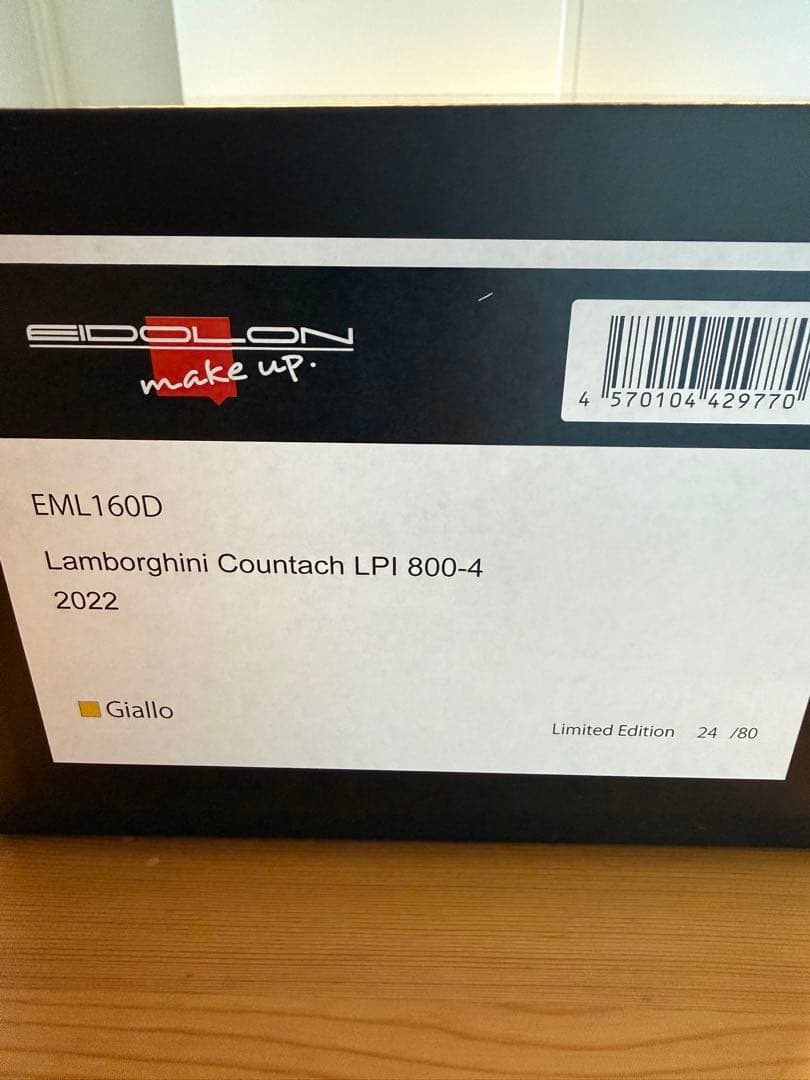 EIDOLON
make up.
4 570104 429770
EML160D
Lamborghini Countach LPI 800-4
2022
Giallo
Limited Edition 24 /80